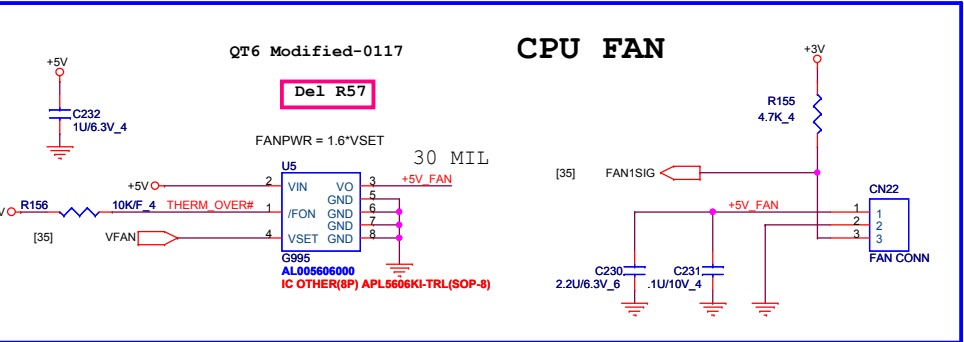 QT6 Modified-0117
CPU FAN
Del R57
+5V
C232
1U/6.3V_4
FANPWR = 1.6*VSET
30 MIL
U5
+5V
2 VIN VO 3 +5V_FAN
GND 5
V R156 10K/F_4 THERM_OVER# 1 /FON GND 6
GND 7
[35] VFAN 4 VSET GND 8
G995
AL005606000
IC OTHER(8P) APL5606KI-TRL(SOP-8)
+3V
R155
4.7K_4
[35] FAN1SIG
CN22
+5V_FAN 1 1
2 2
3 3
FAN CONN
C230
2.2U/6.3V_6
C231
.1U/10V_4